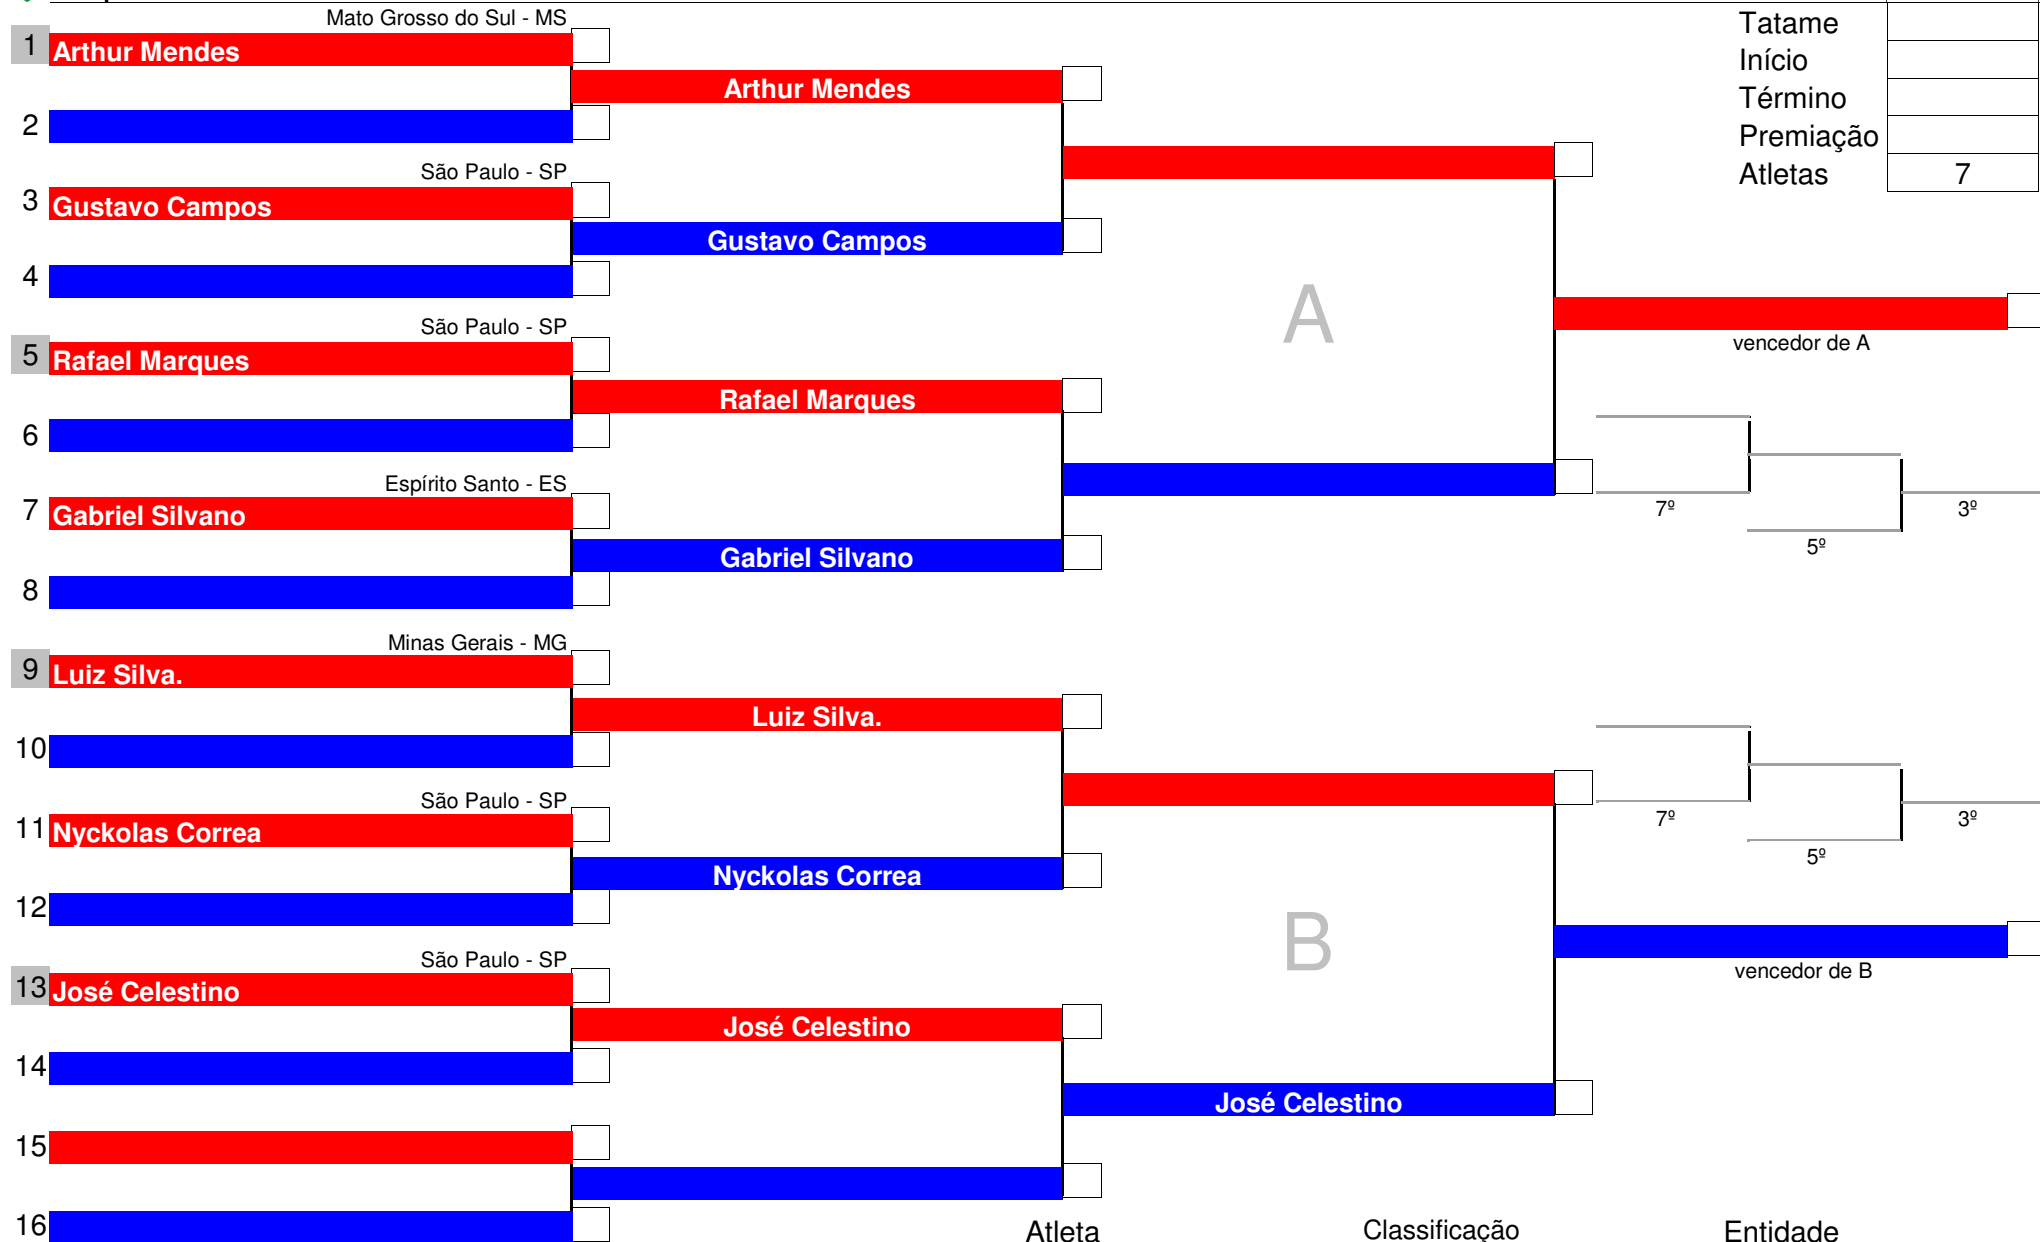 Mato Grosso do Sul - MS
1 Arthur Mendes
Arthur Mendes
2
São Paulo - SP
3 Gustavo Campos
Gustavo Campos
4
São Paulo - SP
5 Rafael Marques
Rafael Marques
6
Espírito Santo - ES
7 Gabriel Silvano
Gabriel Silvano
8
Minas Gerais - MG
9 Luiz Silva.
Luiz Silva.
10
São Paulo - SP
11 Nyckolas Correa
Nyckolas Correa
12
São Paulo - SP
13 José Celestino
José Celestino
14
José Celestino
15
16
A
B
Tatame
Início
Término
Premiação
Atletas 7
vencedor de A
7º
3º
5º
7º
3º
5º
vencedor de B
Atleta Classificação Entidade